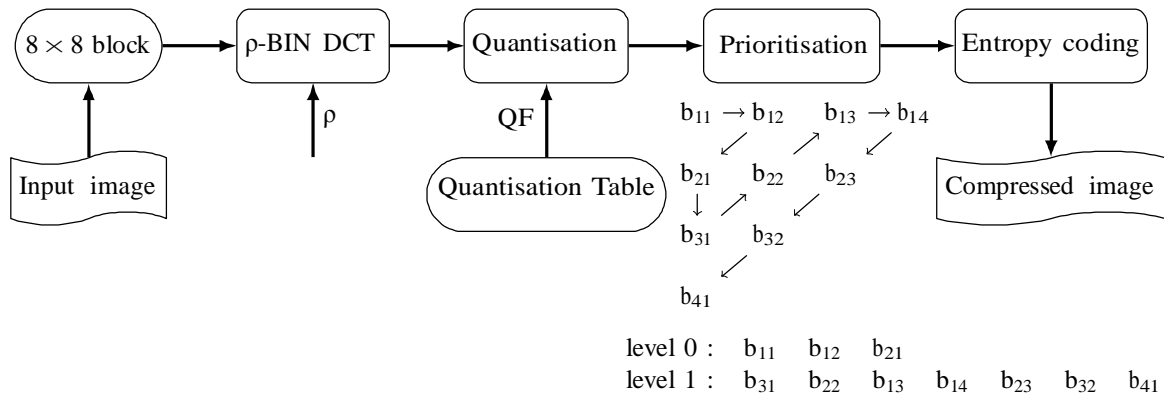 8 × 8 block
ρ-BIN DCT
Quantisation
Prioritisation
Entropy coding
ρ
QF
Input image
Quantisation Table
b₁₁ → b₁₂ b₁₃ → b₁₄
b₂₁ b₂₂ b₂₃
b₃₁ b₃₂
b₄₁
Compressed image
level 0 : b₁₁ b₁₂ b₂₁
level 1 : b₃₁ b₂₂ b₁₃ b₁₄ b₂₃ b₃₂ b₄₁